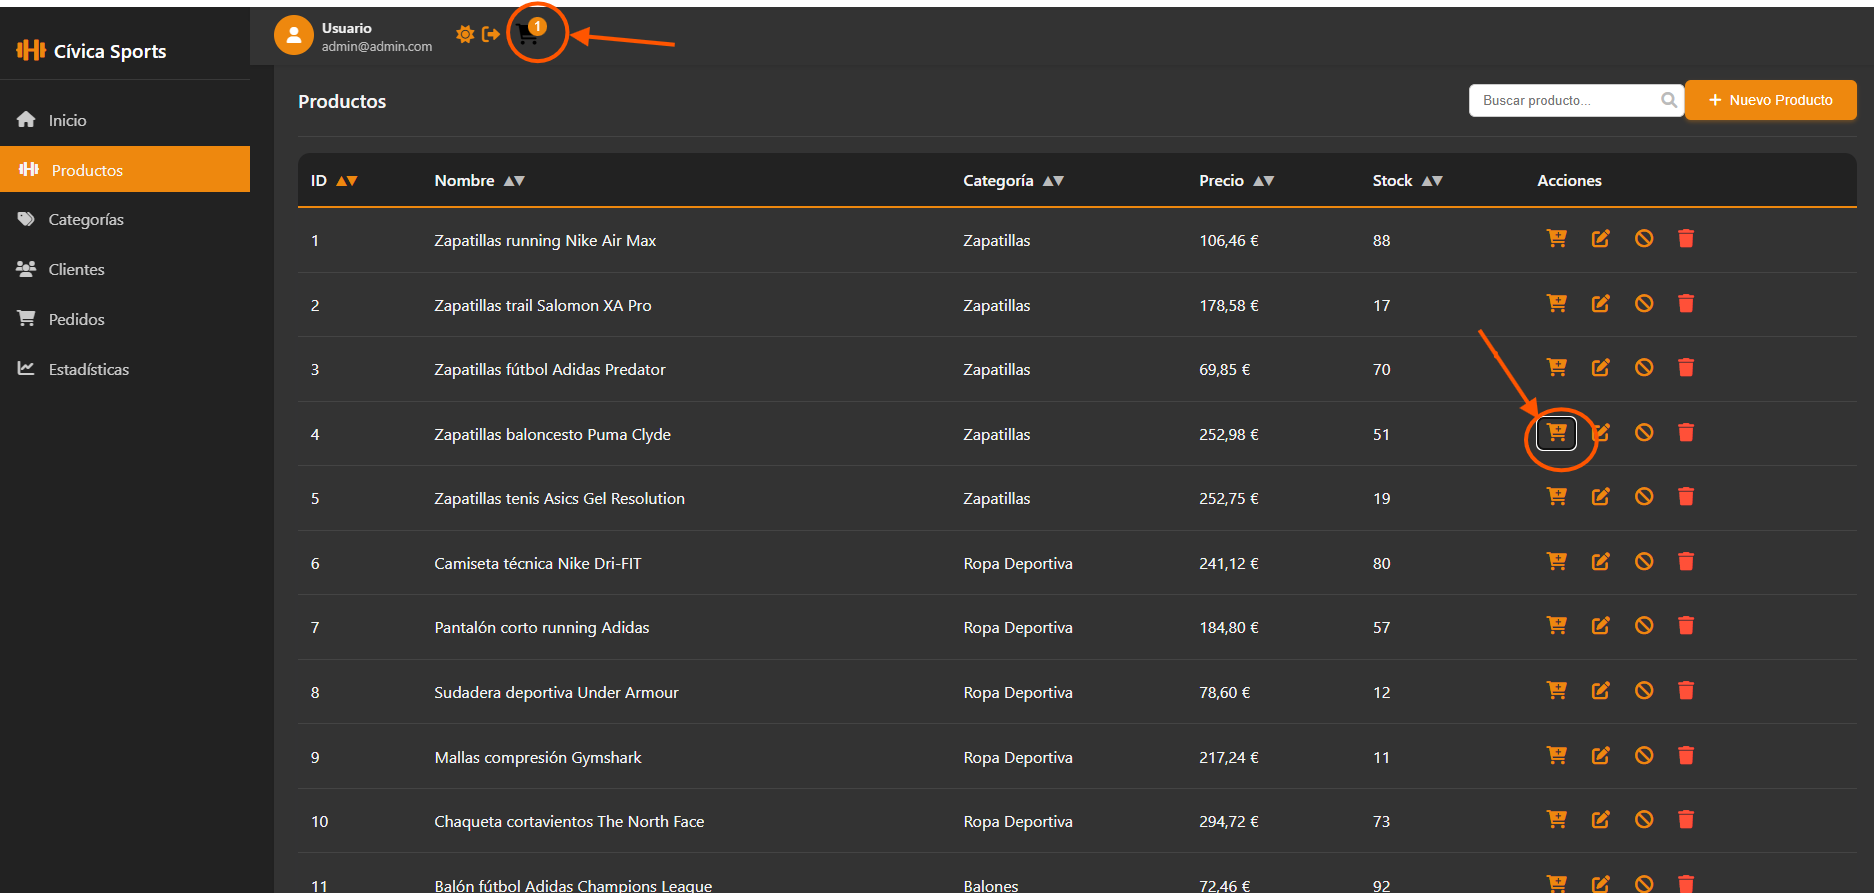 Cívica Sports
Usuario
admin@admin.com
1
Inicio
Productos
Categorías
Clientes
Pedidos
Estadísticas
Productos
Buscar producto...
+ Nuevo Producto
ID ▲▼ Nombre ▲▼ Categoría ▲▼ Precio ▲▼ Stock ▲▼ Acciones
1 Zapatillas running Nike Air Max Zapatillas 106,46 € 88
2 Zapatillas trail Salomon XA Pro Zapatillas 178,58 € 17
3 Zapatillas fútbol Adidas Predator Zapatillas 69,85 € 70
4 Zapatillas baloncesto Puma Clyde Zapatillas 252,98 € 51
5 Zapatillas tenis Asics Gel Resolution Zapatillas 252,75 € 19
6 Camiseta técnica Nike Dri-FIT Ropa Deportiva 241,12 € 80
7 Pantalón corto running Adidas Ropa Deportiva 184,80 € 57
8 Sudadera deportiva Under Armour Ropa Deportiva 78,60 € 12
9 Mallas compresión Gymshark Ropa Deportiva 217,24 € 11
10 Chaqueta cortavientos The North Face Ropa Deportiva 294,72 € 73
11 Balón fútbol Adidas Champions League Balones 72,46 € 92